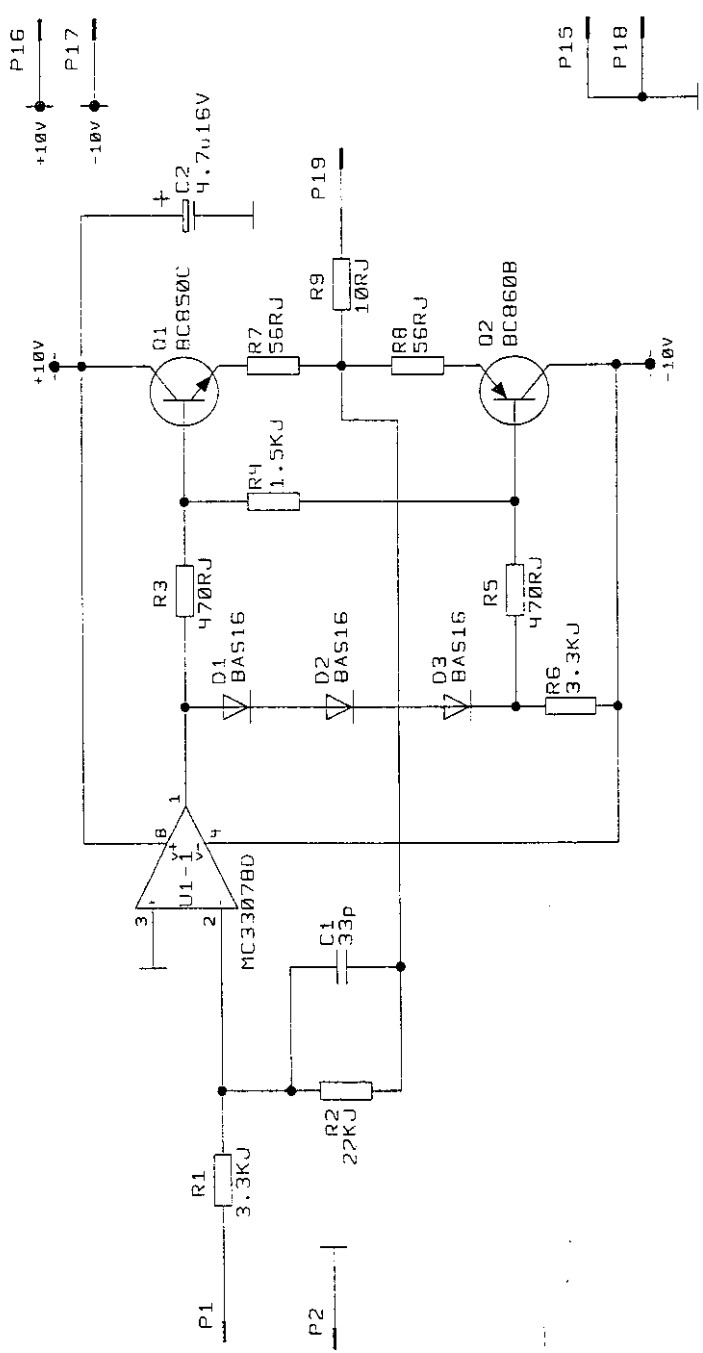 P16
P17
+10V
-10V
P15
P18
C2
4.7u16V
P19
+10V
Q1
BC850C
R7
56RJ
R9
10RJ
R8
56RJ
Q2
BC860B
-10V
R4
1.5KJ
R3
470RJ
R5
470RJ
D1
BAS16
D2
BAS16
D3
BAS16
R6
3.3KJ
1
8
V+
V-
4
U1-1
3
+
2
-
MC33078D
C1
33p
R2
27KJ
R1
3.3KJ
P1
P2